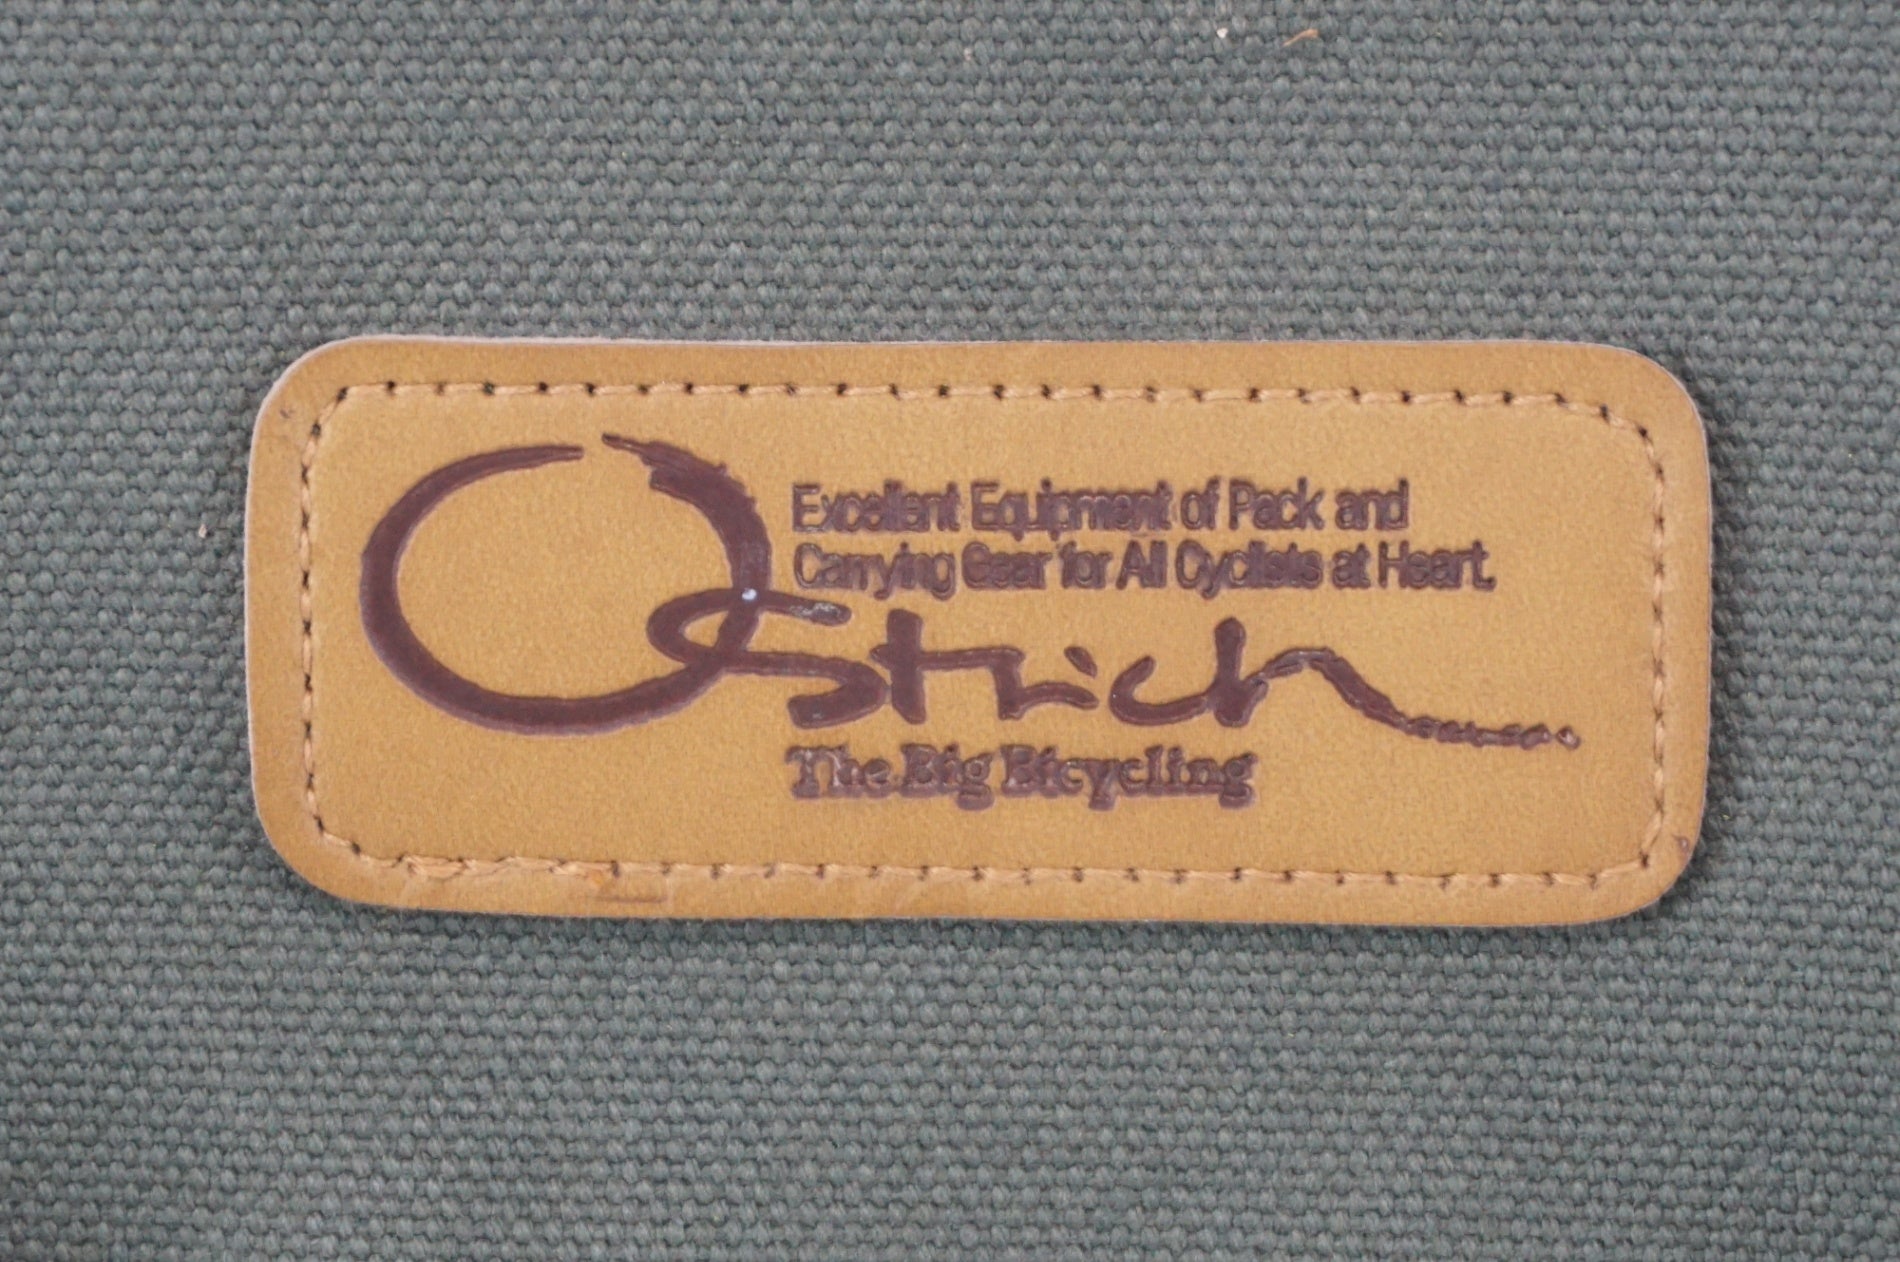 Excellent Equipment of Pack and
Carrying Gear for All Cyclists at Heart.
Ostrich
The Big Bicycling